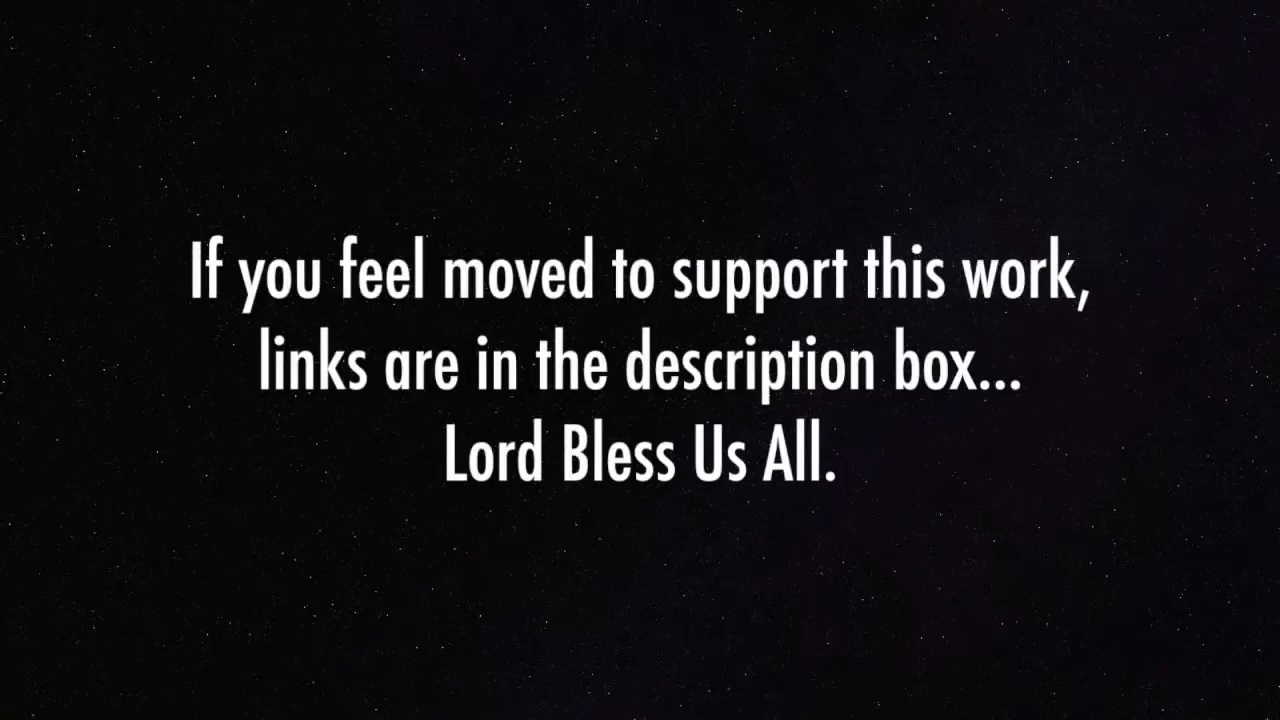 If you feel moved to support this work,
links are in the description box...
Lord Bless Us All.